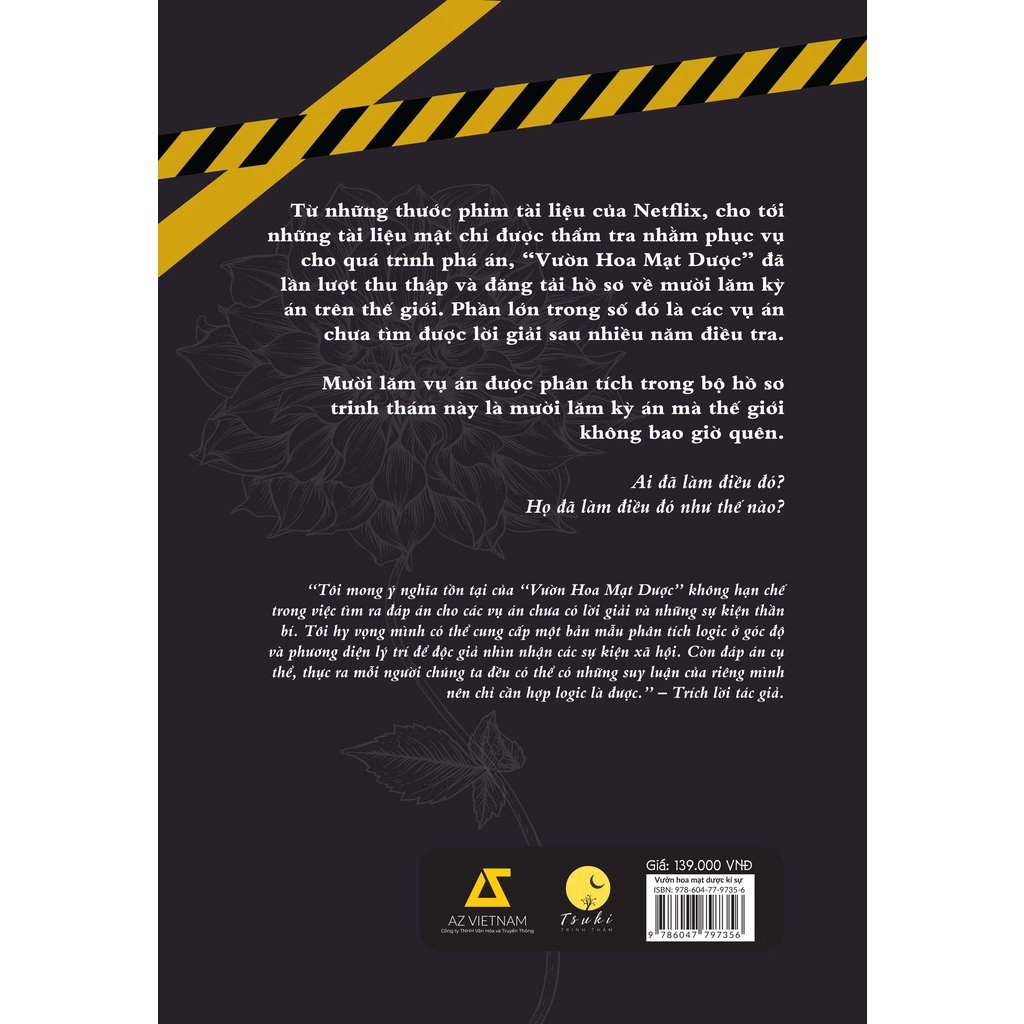 Từ những thước phim tài liệu của Netflix, cho tới
những tài liệu mật chỉ được thẩm tra nhằm phục vụ
cho quá trình phá án, “Vườn Hoa Mạt Dược” đã
lần lượt thu thập và đăng tải hồ sơ về mười lăm kỳ
án trên thế giới. Phần lớn trong số đó là các vụ án
chưa tìm được lời giải sau nhiều năm điều tra.
Mười lăm vụ án được phân tích trong bộ hồ sơ
trinh thám này là mười lăm kỳ án mà thế giới
không bao giờ quên.
Ai đã làm điều đó?
Họ đã làm điều đó như thế nào?
“Tôi mong ý nghĩa tồn tại của “Vườn Hoa Mạt Dược” không hạn chế
trong việc tìm ra đáp án cho các vụ án chưa có lời giải và những sự kiện thần
bí. Tôi hy vọng mình có thể cung cấp một bản mẫu phân tích logic ở góc độ
và phương diện lý trí để độc giả nhìn nhận các sự kiện xã hội. Còn đáp án cụ
thể, thực ra mỗi người chúng ta đều có thể có những suy luận của riêng mình
nên chỉ cần hợp logic là được.” – Trích lời tác giả.
Giá: 139.000 VNĐ
Vườn hoa mạt dược kí sự
ISBN: 978-604-77-9735-6
9 786047 797356
AZ VIETNAM
Công ty TNHH Văn Hóa và Truyền Thông
Tsuki
TRINH THÁM